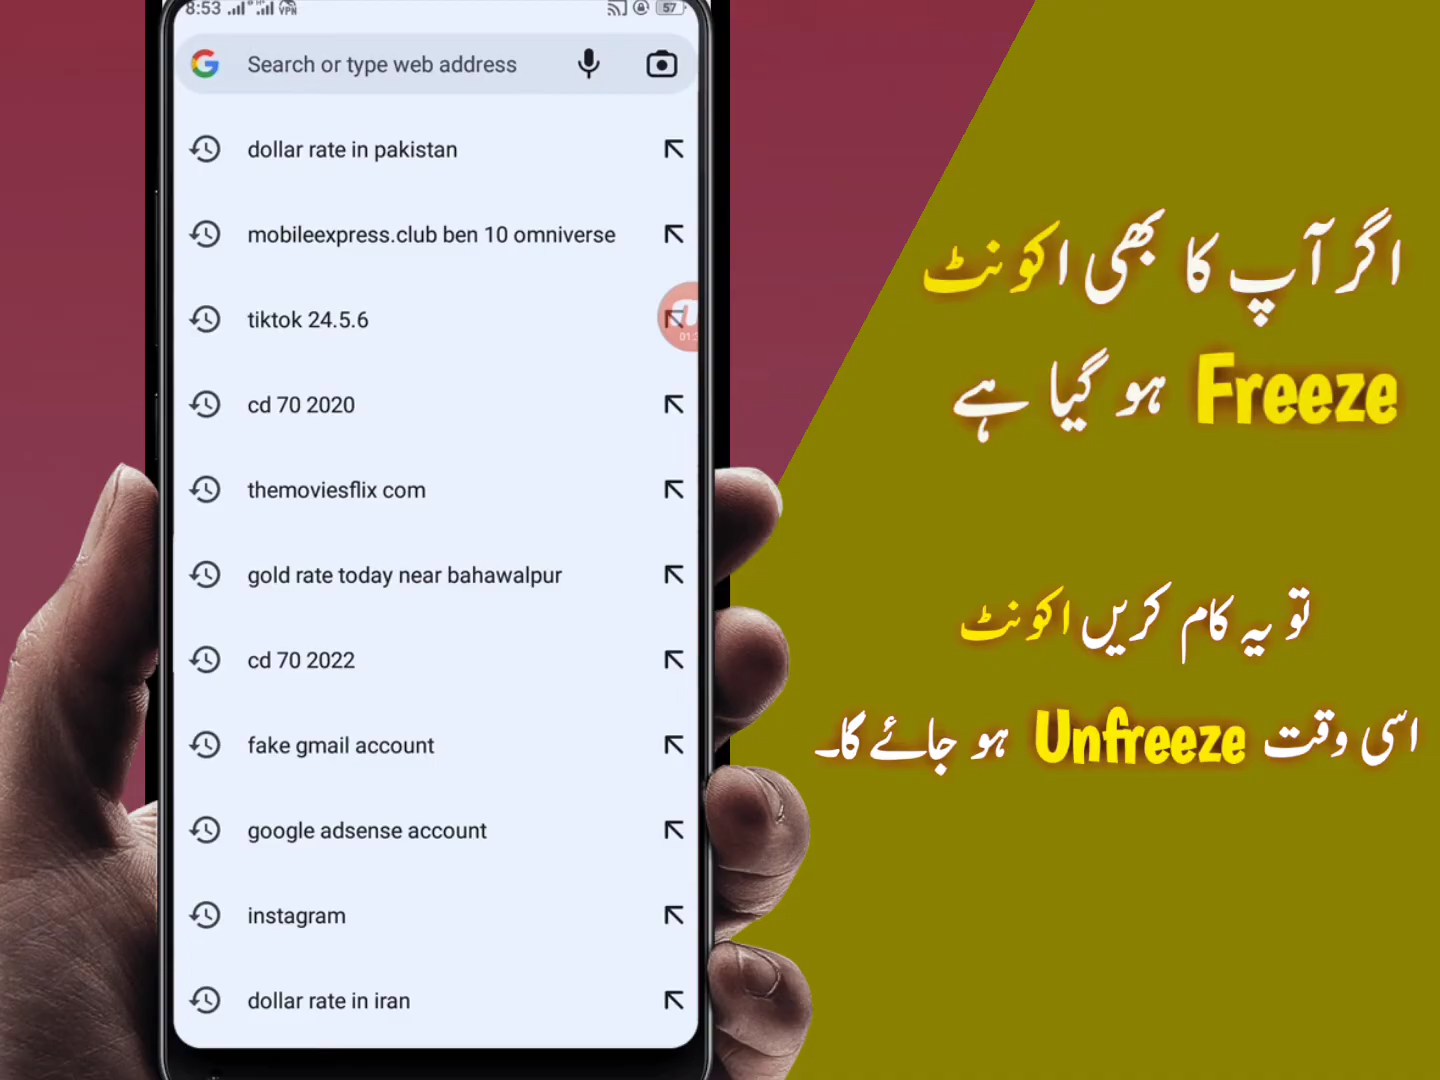 8:53 VPN 57
Search or type web address
dollar rate in pakistan
mobileexpress.club ben 10 omniverse
tiktok 24.5.6
cd 70 2020
themoviesflix com
gold rate today near bahawalpur
cd 70 2022
fake gmail account
google adsense account
instagram
dollar rate in iran
اگر آپ کا بھی اکونٹ
Freeze ہو گیا ہے
تو یہ کام کریں اکونٹ
اسی وقت Unfreeze ہو جائے گا۔